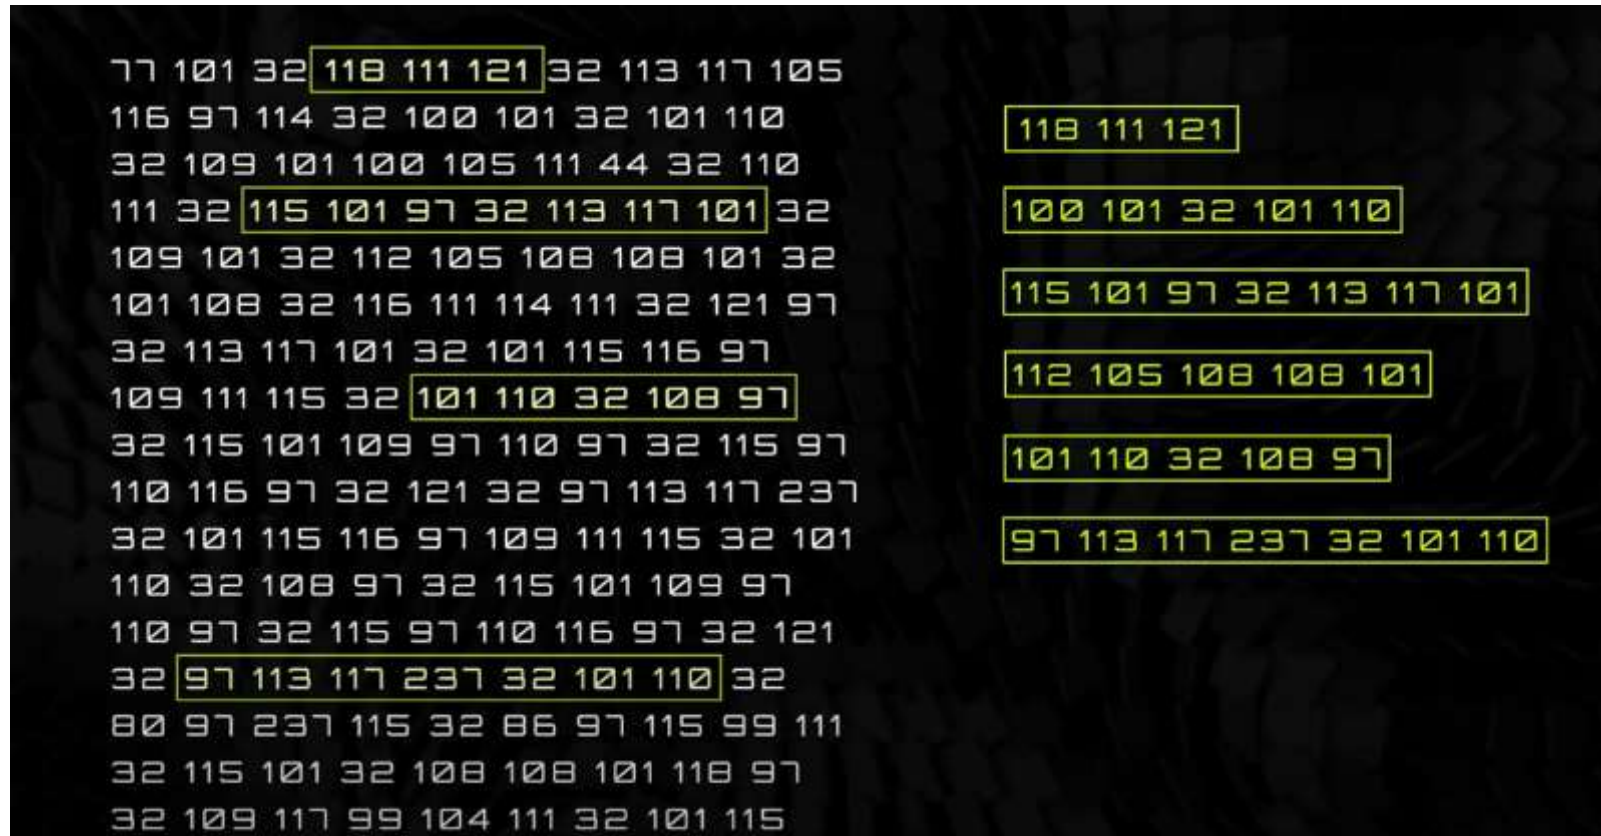 77 101 32 118 111 121 32 113 117 105
116 97 114 32 100 101 32 101 110
32 109 101 100 105 111 44 32 110
111 32 115 101 97 32 113 117 101 32
109 101 32 112 105 108 108 101 32
101 108 32 116 111 114 111 32 121 97
32 113 117 101 32 101 115 116 97
109 111 115 32 101 110 32 108 97
32 115 101 109 97 110 97 32 115 97
110 116 97 32 121 32 97 113 117 237
32 101 115 116 97 109 111 115 32 101
110 32 108 97 32 115 101 109 97
110 97 32 115 97 110 116 97 32 121
32 97 113 117 237 32 101 110 32
80 97 237 115 32 86 97 115 99 111
32 115 101 32 108 108 101 118 97
32 109 117 99 104 111 32 101 115
118 111 121
100 101 32 101 110
115 101 97 32 113 117 101
112 105 108 108 101
101 110 32 108 97
97 113 117 237 32 101 110